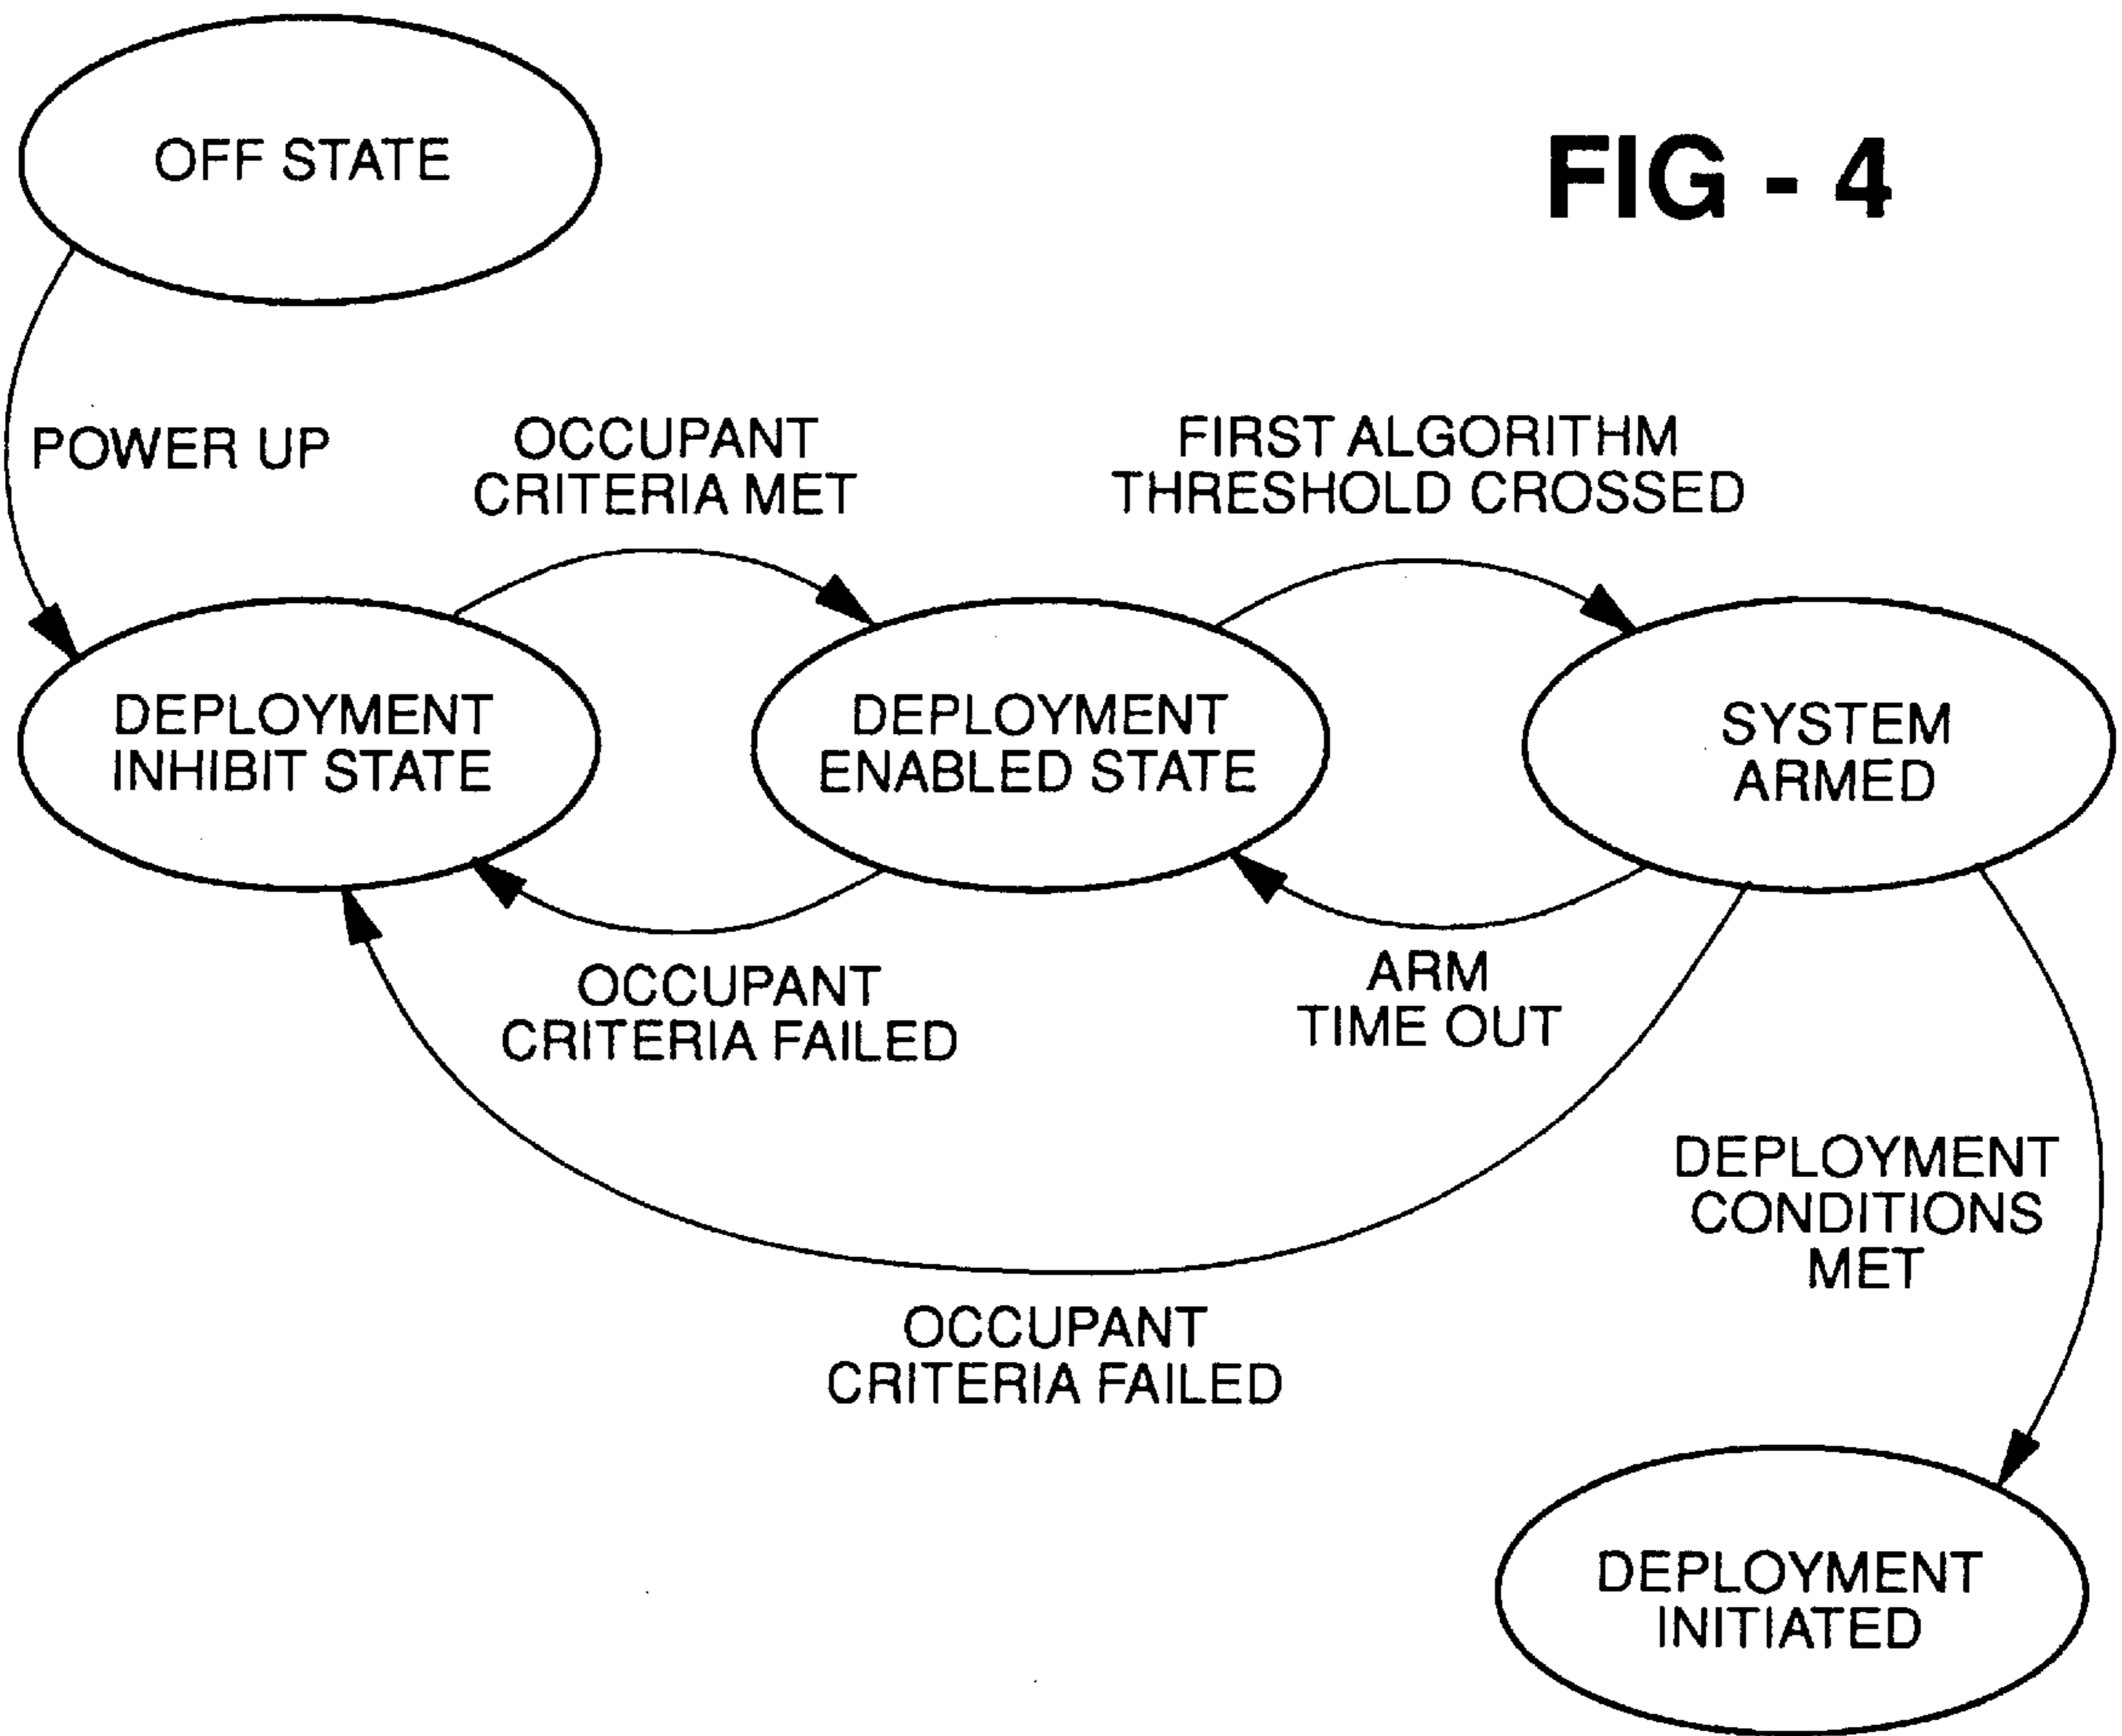 OFF STATE
FIG - 4
POWER UP
OCCUPANT
CRITERIA MET
FIRST ALGORITHM
THRESHOLD CROSSED
DEPLOYMENT
INHIBIT STATE
DEPLOYMENT
ENABLED STATE
SYSTEM
ARMED
OCCUPANT
CRITERIA FAILED
ARM
TIME OUT
DEPLOYMENT
CONDITIONS
MET
OCCUPANT
CRITERIA FAILED
DEPLOYMENT
INITIATED